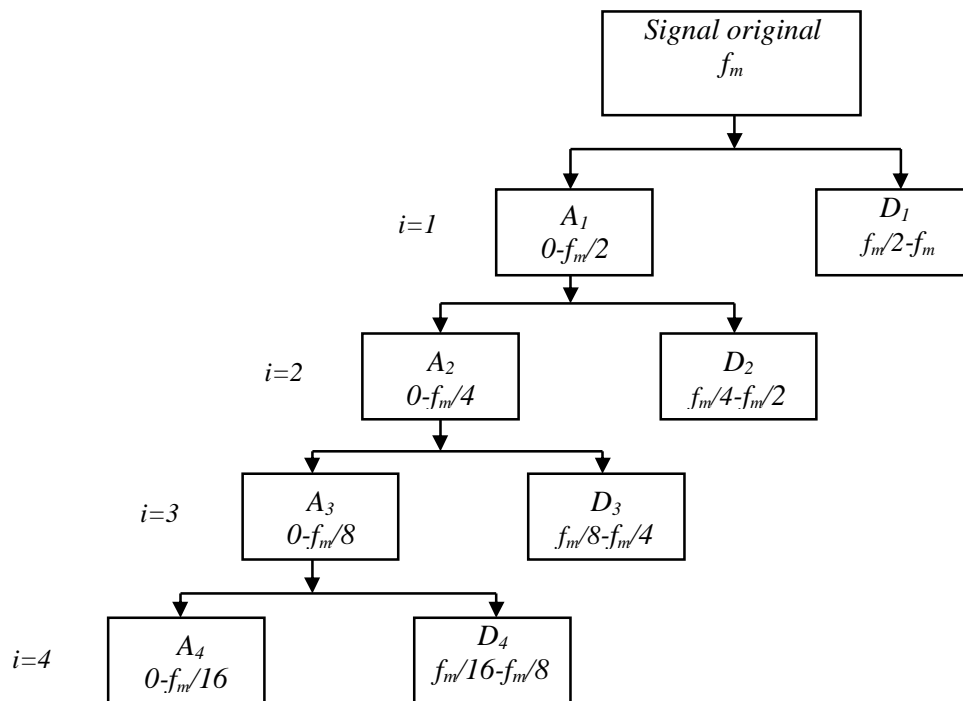 Signal original
fm
i=1
A1
0-fm/2
D1
fm/2-fm
i=2
A2
0-fm/4
D2
fm/4-fm/2
i=3
A3
0-fm/8
D3
fm/8-fm/4
i=4
A4
0-fm/16
D4
fm/16-fm/8